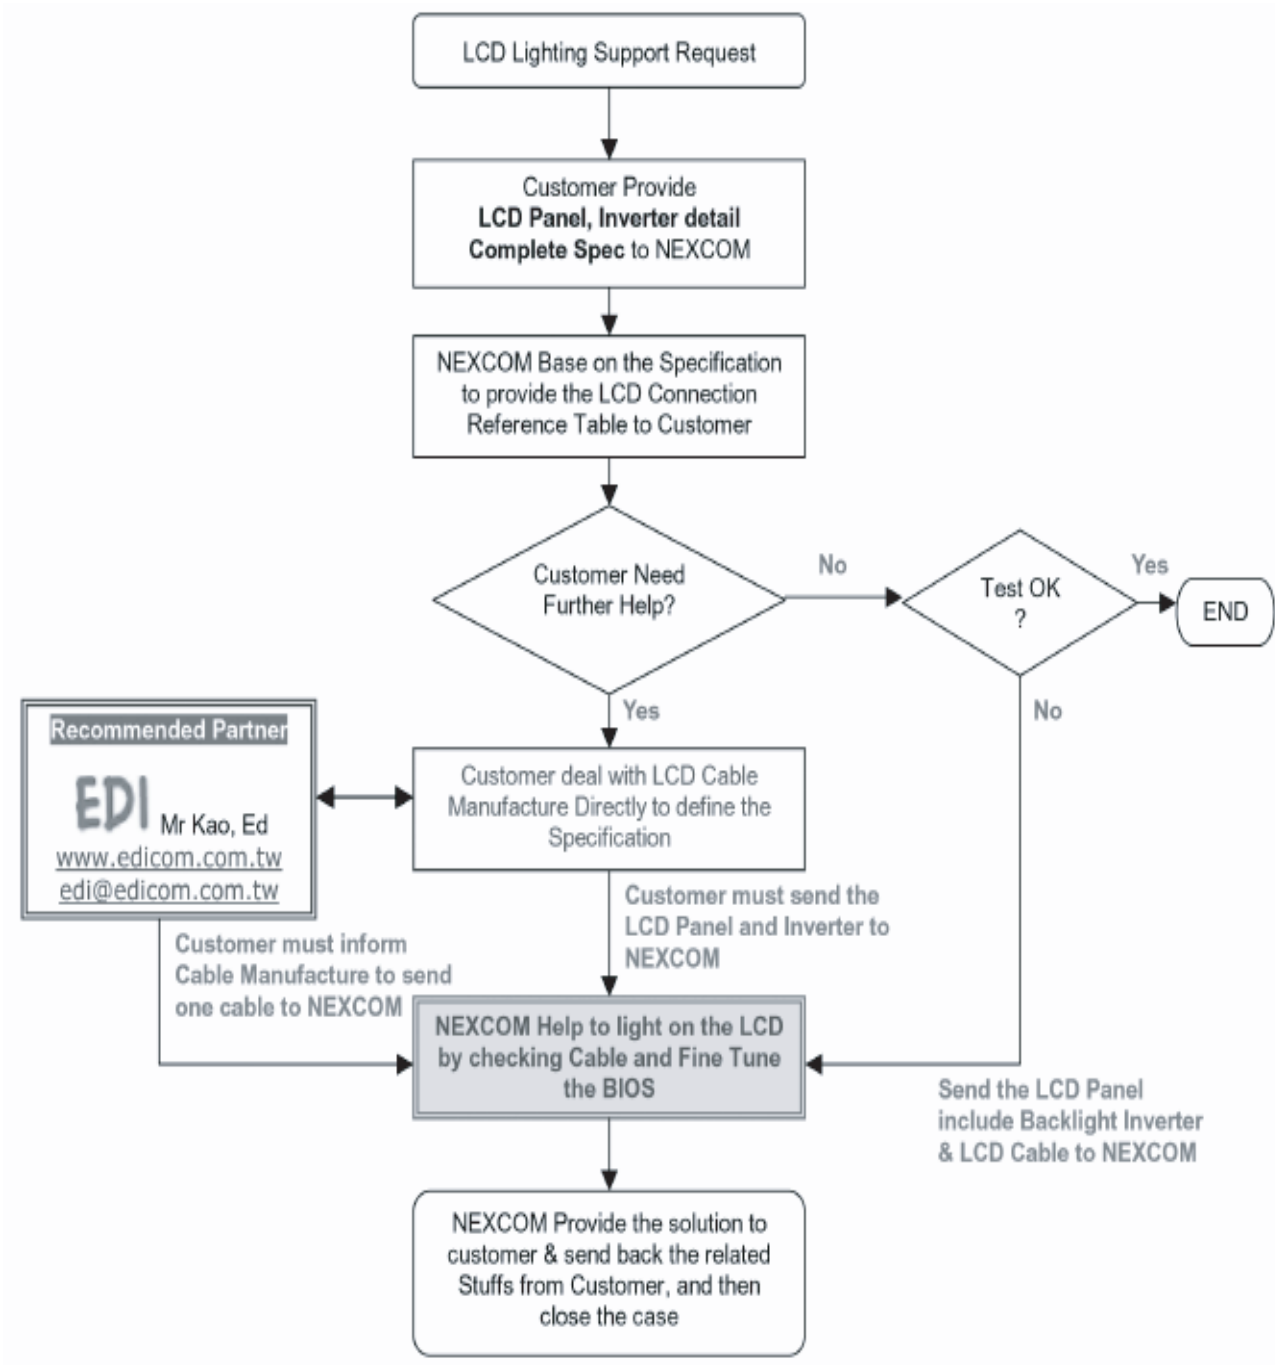 LCD Lighting Support Request
Customer Provide
LCD Panel, Inverter detail
Complete Spec to NEXCOM
NEXCOM Base on the Specification
to provide the LCD Connection
Reference Table to Customer
Customer Need
Further Help?
No
Test OK
?
Yes
END
Yes
No
Recommended Partner
EDI Mr Kao, Ed
www.edicom.com.tw
edi@edicom.com.tw
Customer deal with LCD Cable
Manufacture Directly to define the
Specification
Customer must send the
LCD Panel and Inverter to
NEXCOM
Customer must inform
Cable Manufacture to send
one cable to NEXCOM
NEXCOM Help to light on the LCD
by checking Cable and Fine Tune
the BIOS
Send the LCD Panel
include Backlight Inverter
& LCD Cable to NEXCOM
NEXCOM Provide the solution to
customer & send back the related
Stuffs from Customer, and then
close the case